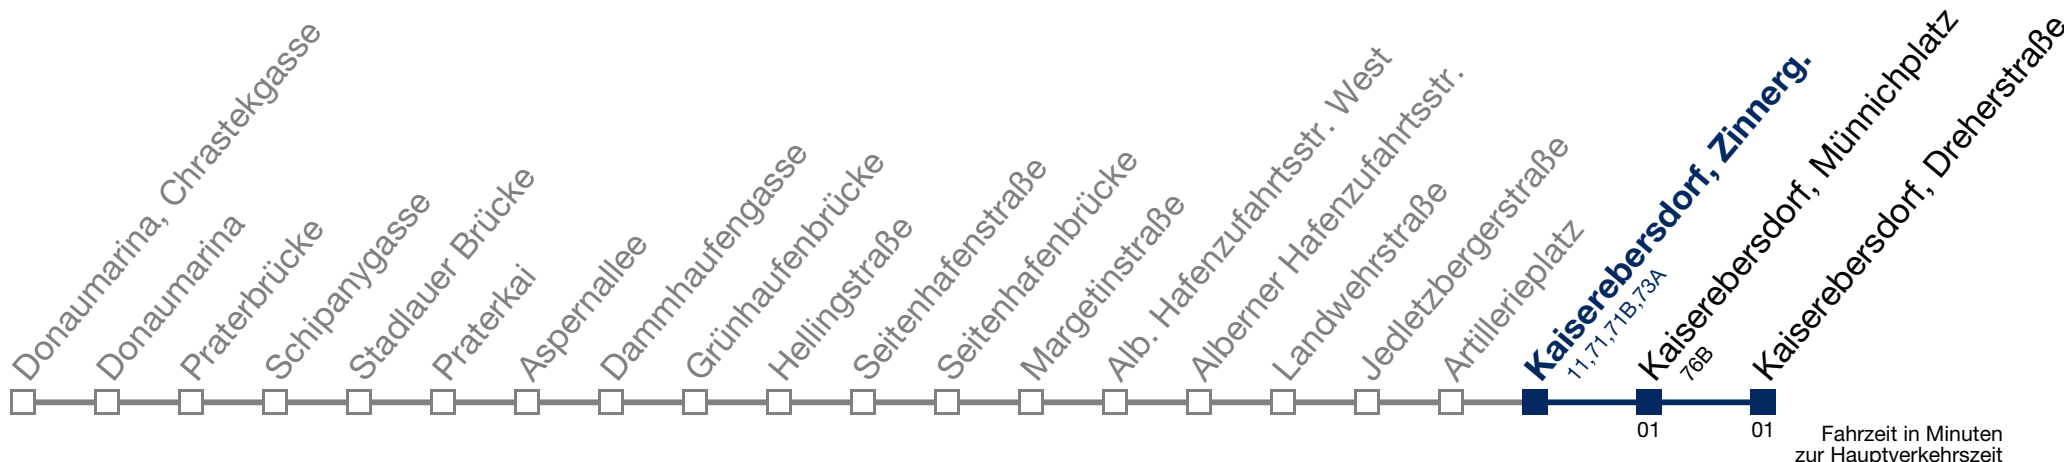 Donaumarina, Chrastekgasse
Donaumarina
Praterbrücke
Schipanygasse
Stadlauer Brücke
Praterkai
Aspernallee
Dammhaufengasse
Grünhaufenbrücke
Hellingstraße
Seitenhafenstraße
Seitenhafenbrücke
Margetinstraße
Alb. Hafenzufahrtsstr. West
Alberner Hafenzufahrtsstr.
Landwehrstraße
Jedletzbergerstraße
Artillerieplatz
Kaiserebersdorf, Zinnerg.
11,71,71B,73A
Kaiserebersdorf, Münnichplatz
76B
Kaiserebersdorf, Dreherstraße
01
01
Fahrzeit in Minuten
zur Hauptverkehrszeit